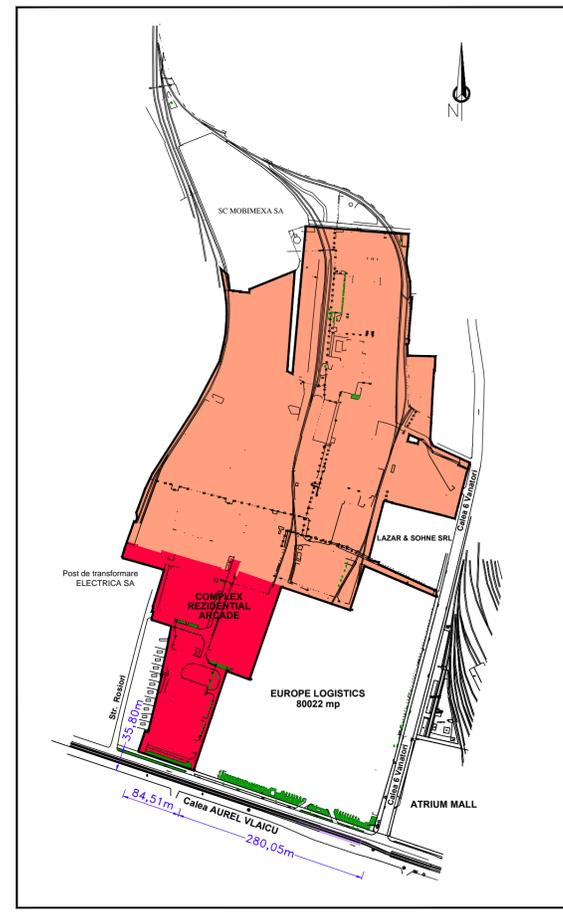 N
SC MOBIMEXA SA
Calea 6 Vanatori
LAZAR & SOHNE SRL
Post de transformare
ELECTRICA SA
COMPLEX
REZIDENTIAL
ARCADE
EUROPE LOGISTICS
80022 mp
Str. Rosiori
35,80m
Calea 6 Vanatori
ATRIUM MALL
84,51m
Calea AUREL VLAICU
280,05m